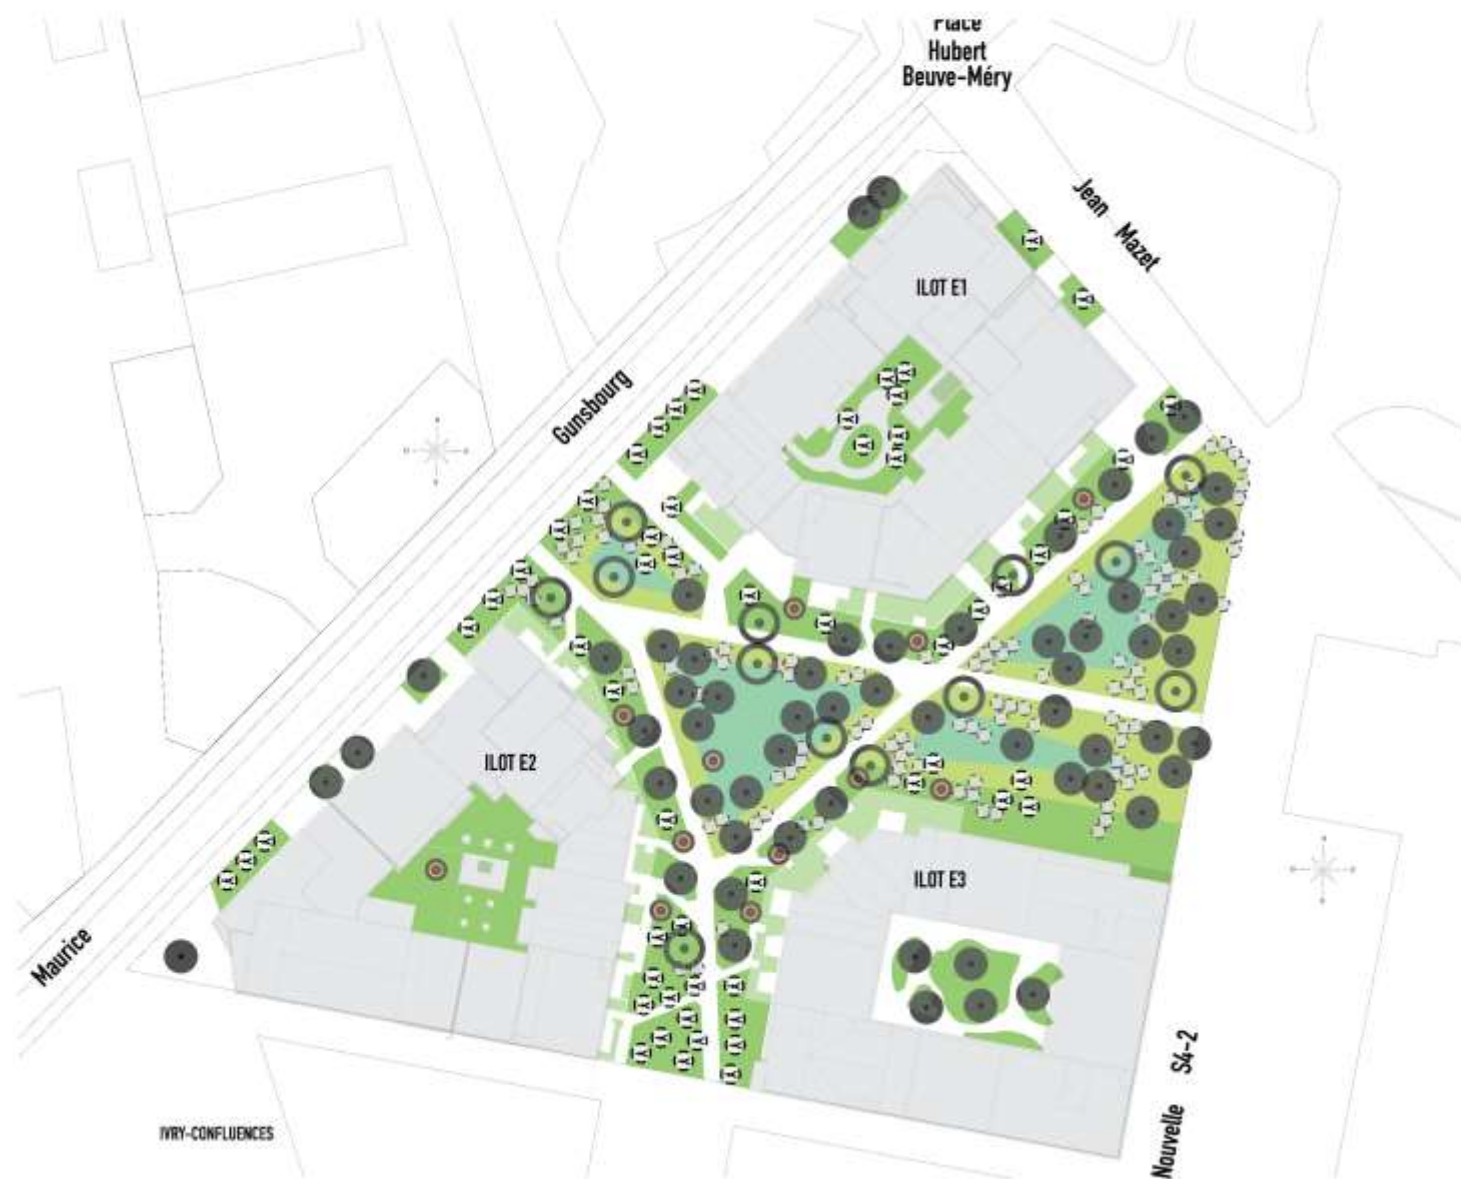 Place
Hubert
Beuve-Méry
Jean Mazet
ILOT E1
Gunsbourg
ILOT E2
ILOT E3
Maurice
Nouvelle S4-2
IVRY-CONFLUENCES